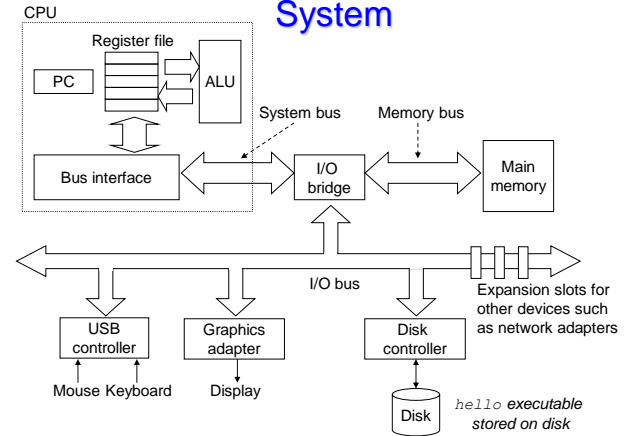 System
CPU
Register file
PC
ALU
System bus
Memory bus
Bus interface
I/O
bridge
Main
memory
I/O bus
Expansion slots for
other devices such
as network adapters
USB
controller
Graphics
adapter
Disk
controller
Mouse Keyboard
Display
Disk
hello executable
stored on disk